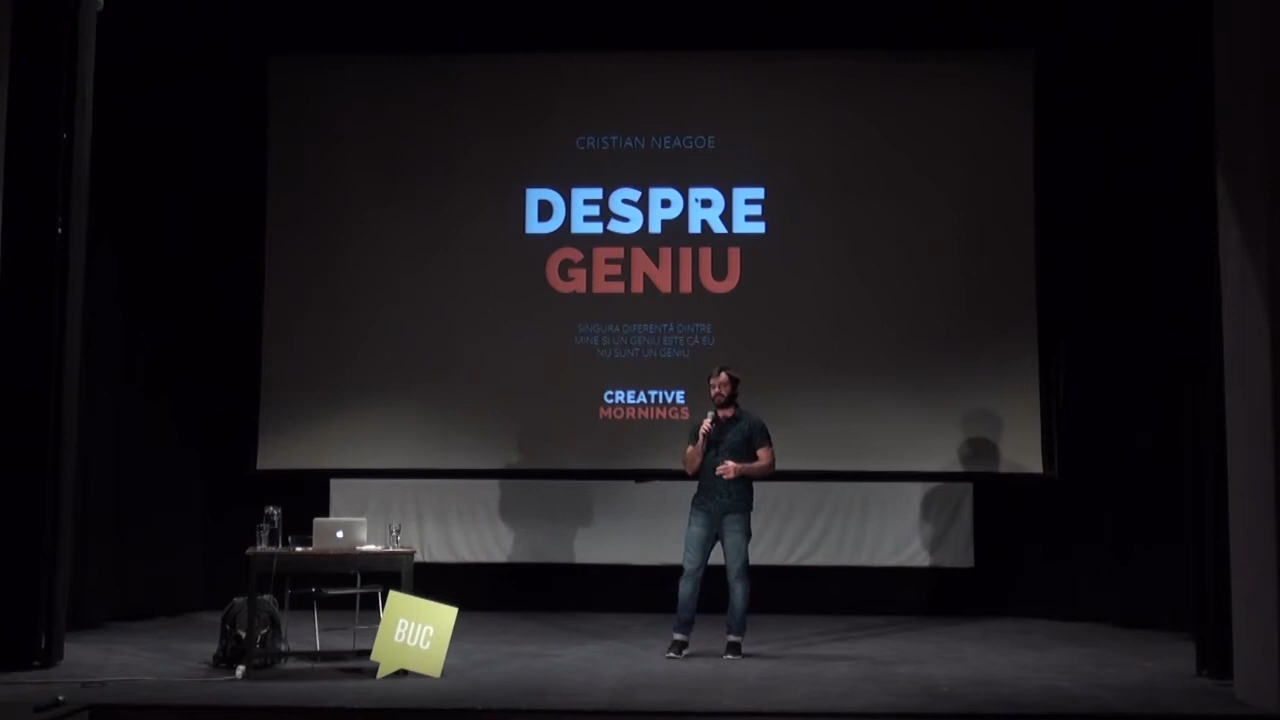 CRISTIAN NEAGOE
DESPRE
GENIU
SINGURA DIFERENȚĂ DINTRE
MINE ȘI UN GENIU ESTE CĂ EU
NU SUNT UN GENIU
CREATIVE
MORNINGS
BUC